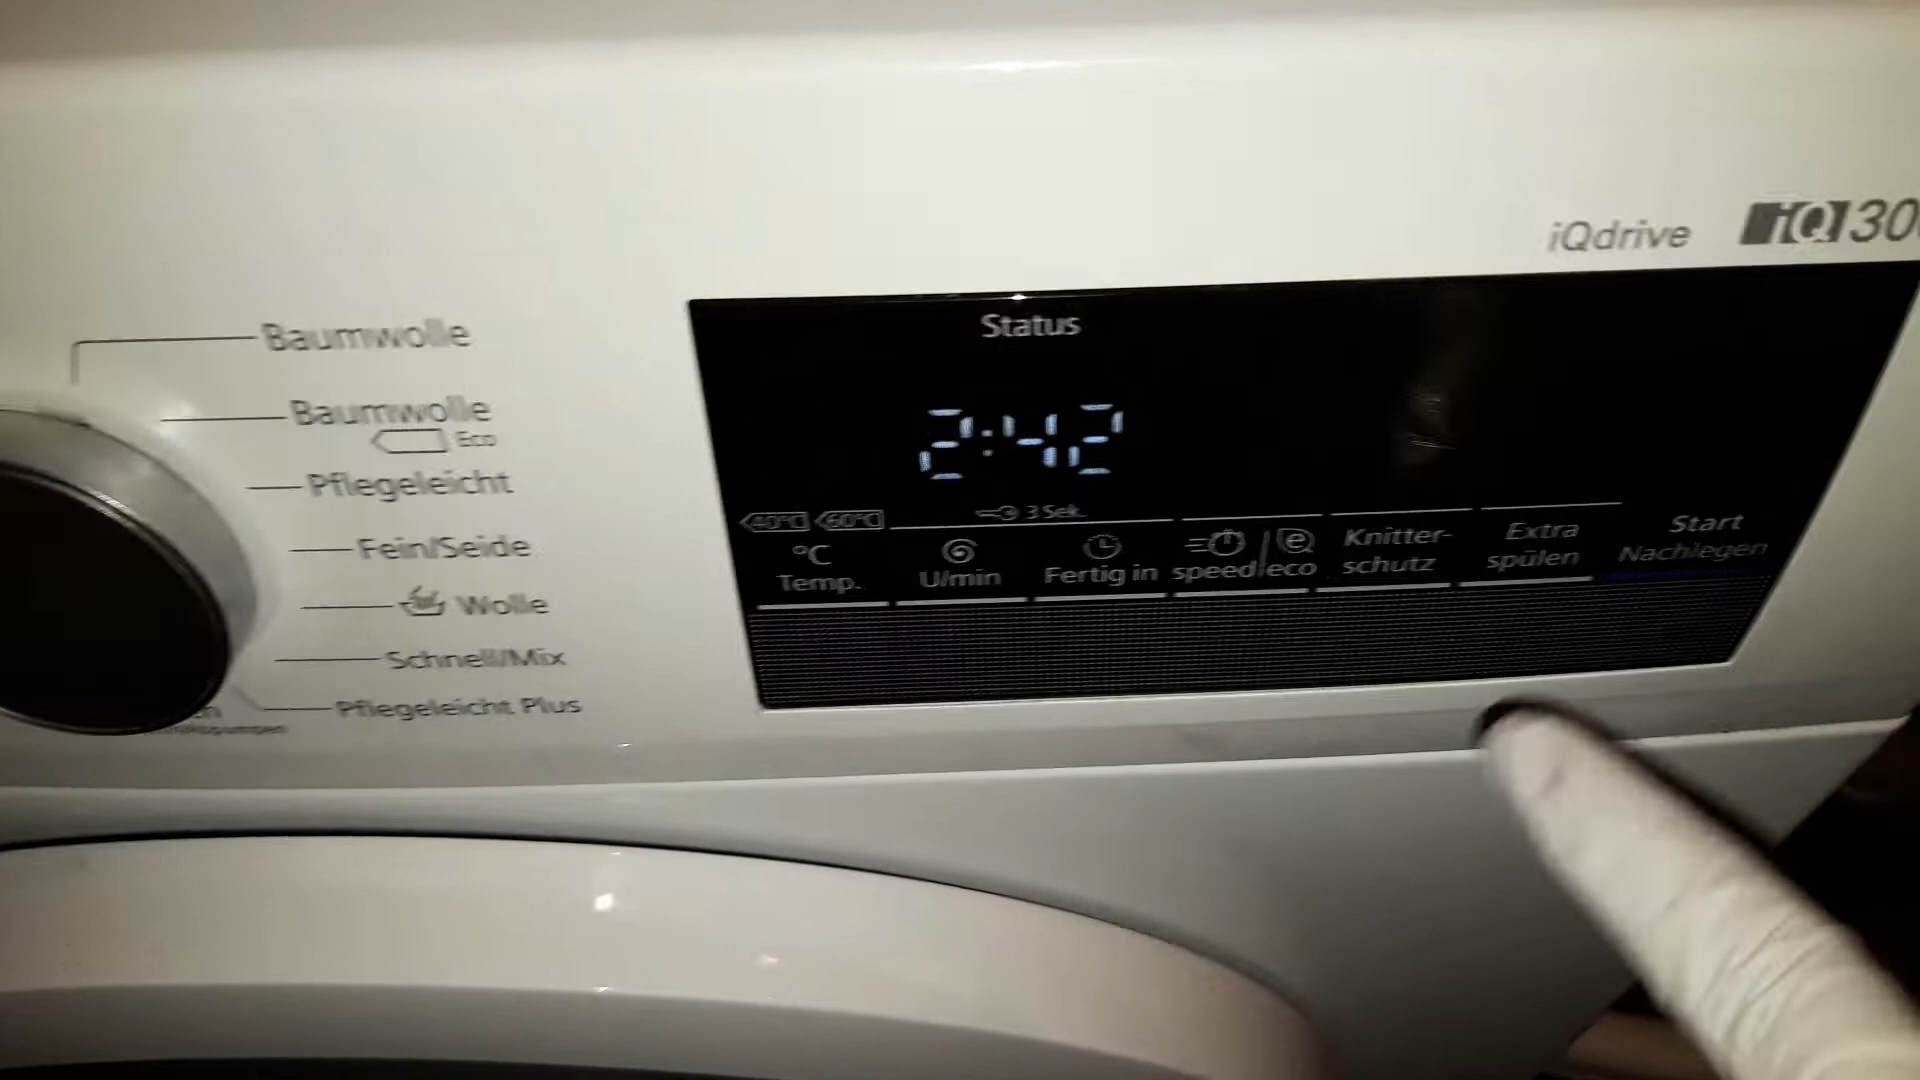 iQdrive iQ300
Baumwolle
Baumwolle
Eco
Pflegeleicht
Fein/Seide
Wolle
Schnell/Mix
Pflegeleicht Plus
Status
2:42
40°C 60°C
3 Sek.
°C
Temp.
U/min
Fertig in
speed/eco
Knitter-
schutz
Extra
spülen
Start
Nachlegen